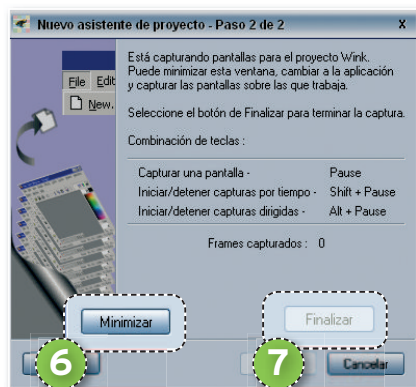 Nuevo asistente de proyecto - Paso 2 de 2 X
File Edit
New.
Está capturando pantallas para el proyecto Wink.
Puede minimizar esta ventana, cambiar a la aplicación
y capturar las pantallas sobre las que trabaja.
Seleccione el botón de Finalizar para terminar la captura.
Combinación de teclas :
Capturar una pantalla - Pause
Iniciar/detener capturas por tiempo - Shift + Pause
Iniciar/detener capturas dirigidas - Alt + Pause
Frames capturados : 0
Minimizar Finalizar
6 7 Cancelar